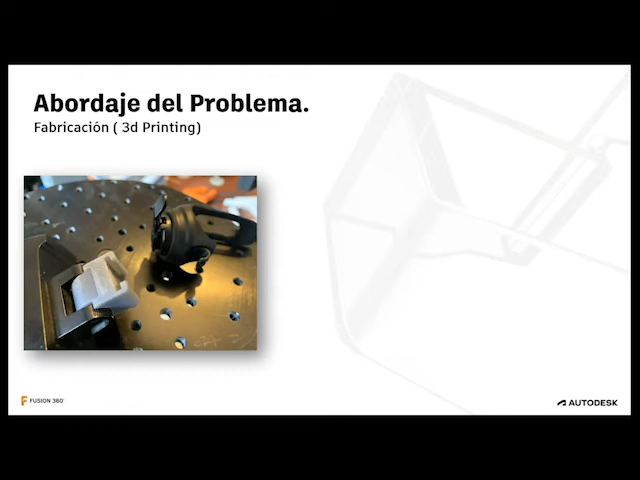 Abordaje del Problema.
Fabricación ( 3d Printing)
FUSION 360°
AUTODESK